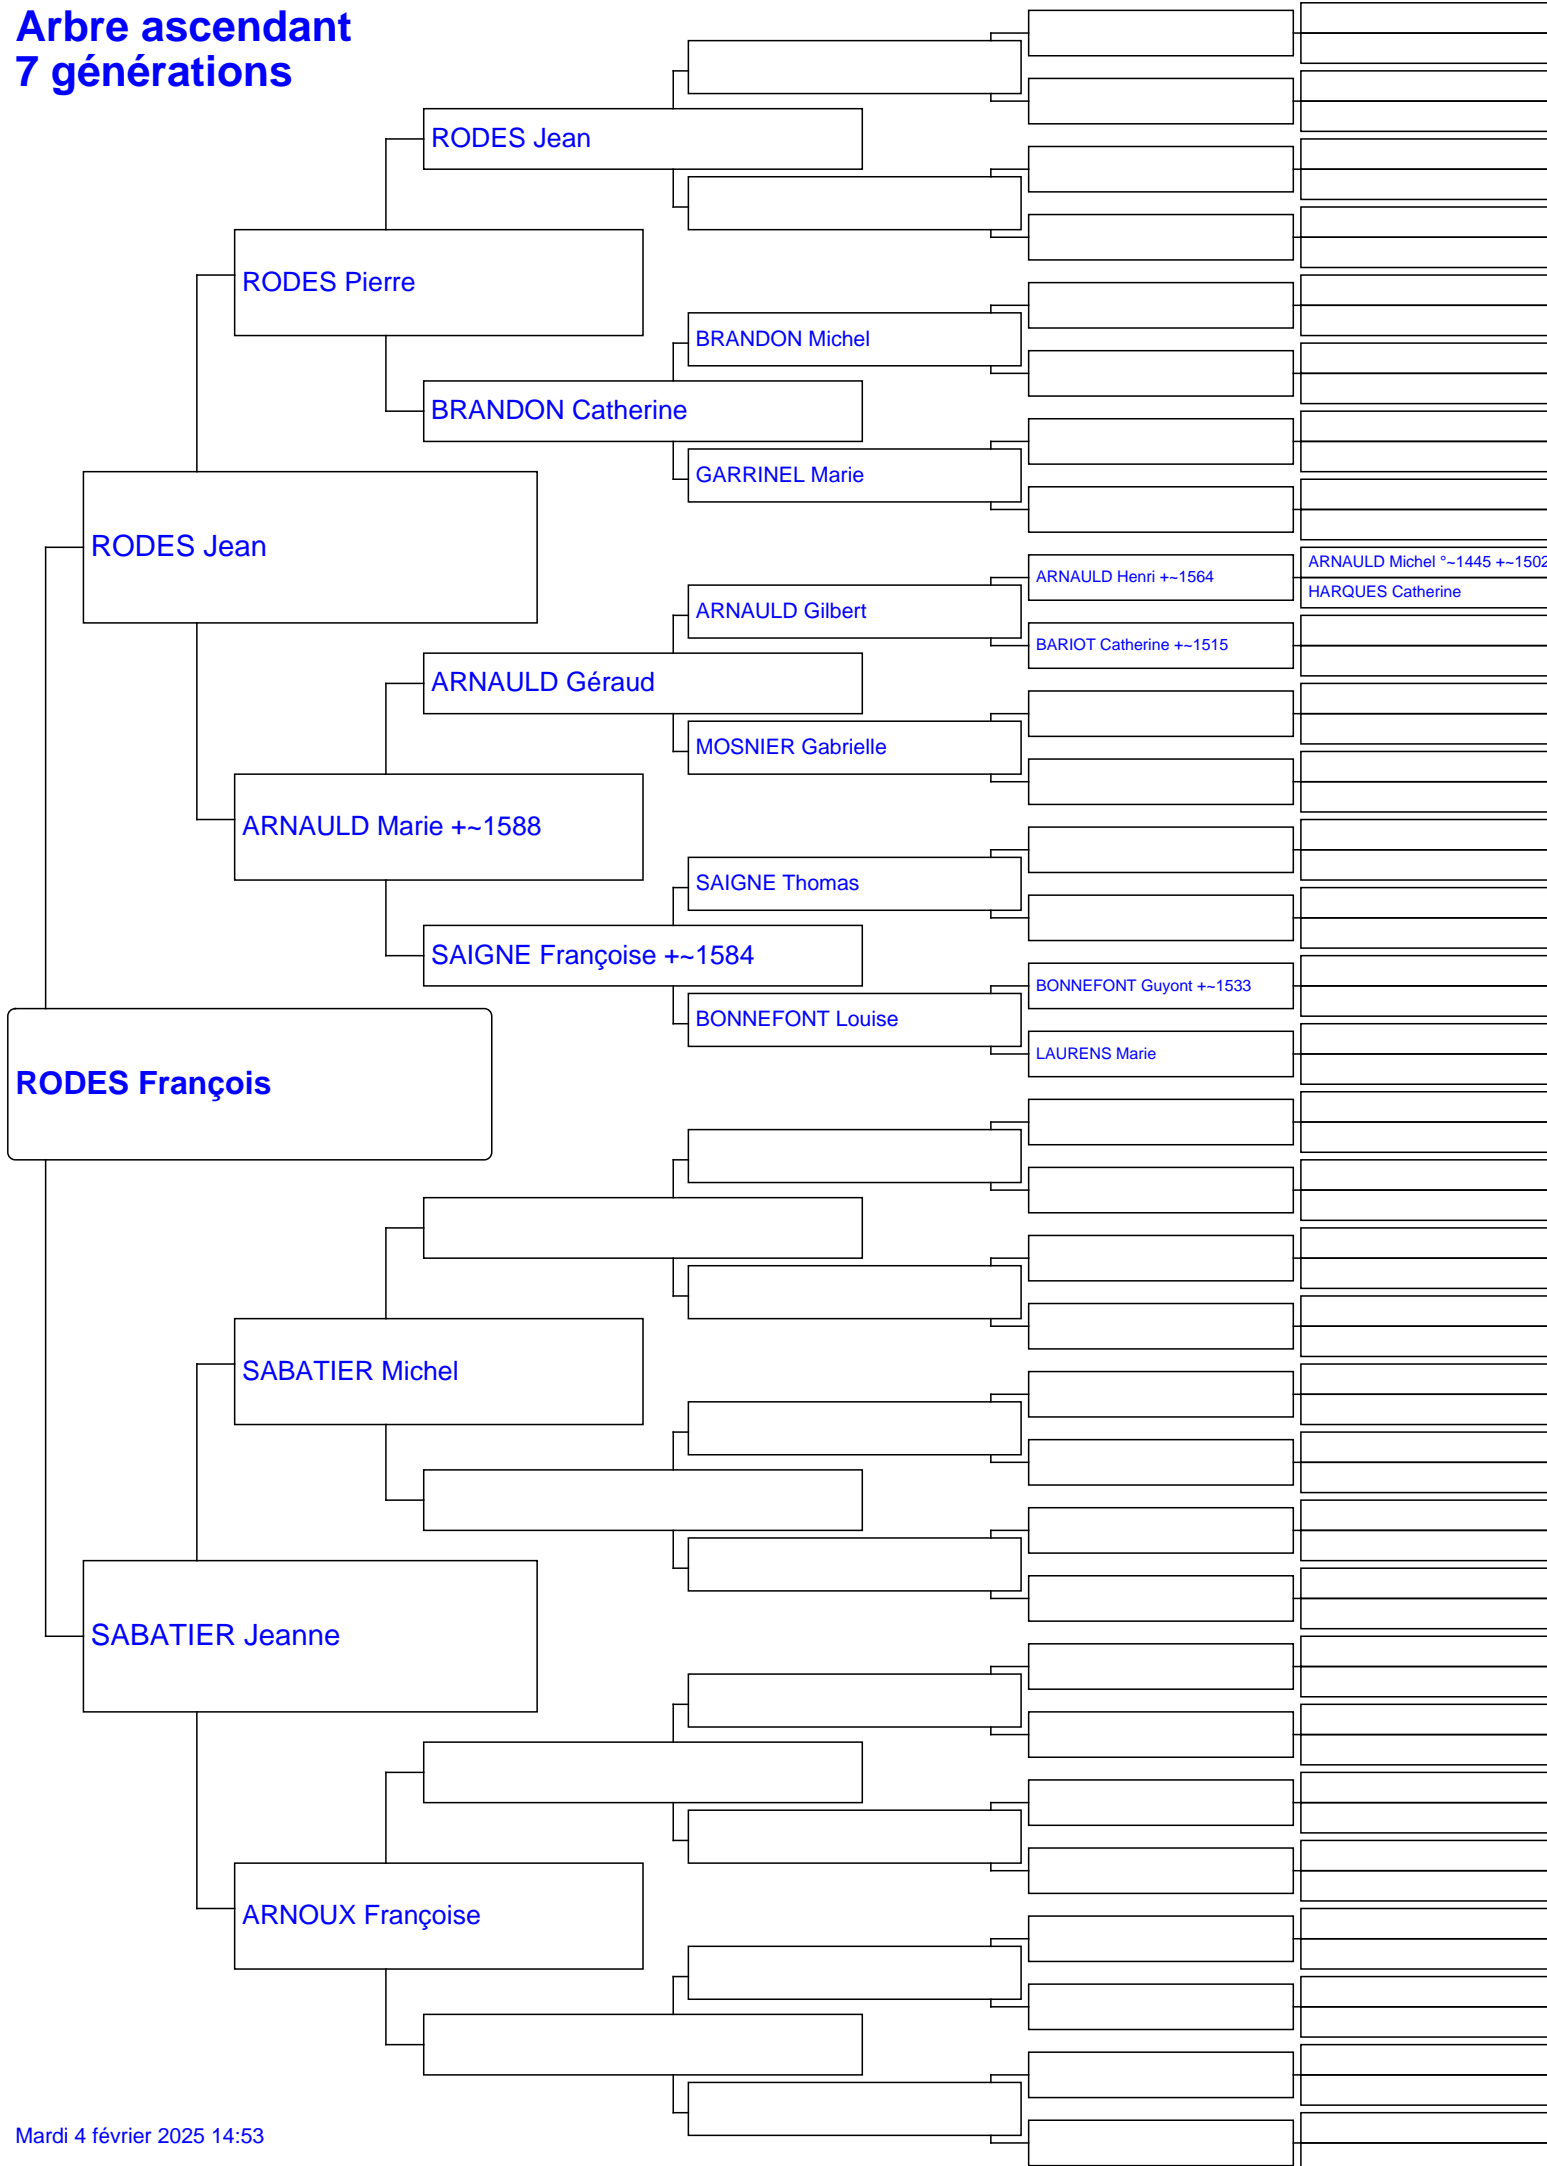 Arbre ascendant
7 générations
RODES Jean
RODES Pierre
BRANDON Michel
BRANDON Catherine
GARRINEL Marie
RODES Jean
ARNAULD Michel °~1445 +~1502
ARNAULD Henri +~1564
HARQUES Catherine
ARNAULD Gilbert
BARIOT Catherine +~1515
ARNAULD Géraud
MOSNIER Gabrielle
ARNAULD Marie +~1588
SAIGNE Thomas
SAIGNE Françoise +~1584
BONNEFONT Guyont +~1533
BONNEFONT Louise
LAURENS Marie
RODES François
SABATIER Michel
SABATIER Jeanne
ARNOUX Françoise
Mardi 4 février 2025 14:53